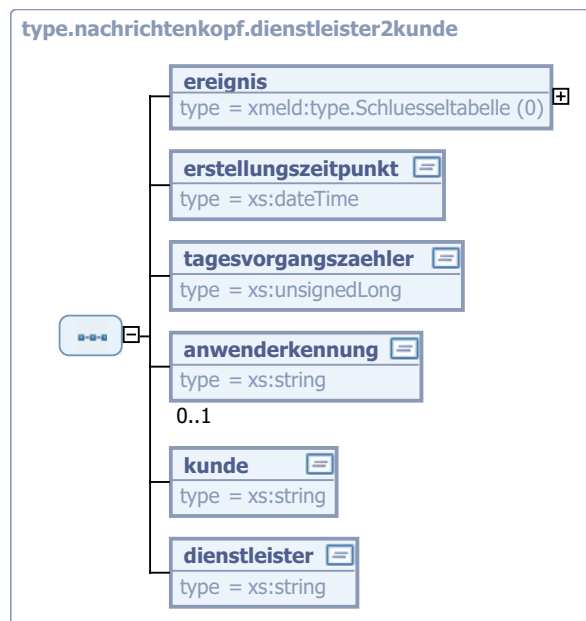 type.nachrichtenkopf.dienstleister2kunde
ereignis
type = xmeld:type.Schluesseltabelle (0)
erstellungszeitpunkt
type = xs:dateTime
tagesvorgangszaehler
type = xs:unsignedLong
anwenderkennung
type = xs:string
0..1
kunde
type = xs:string
dienstleister
type = xs:string